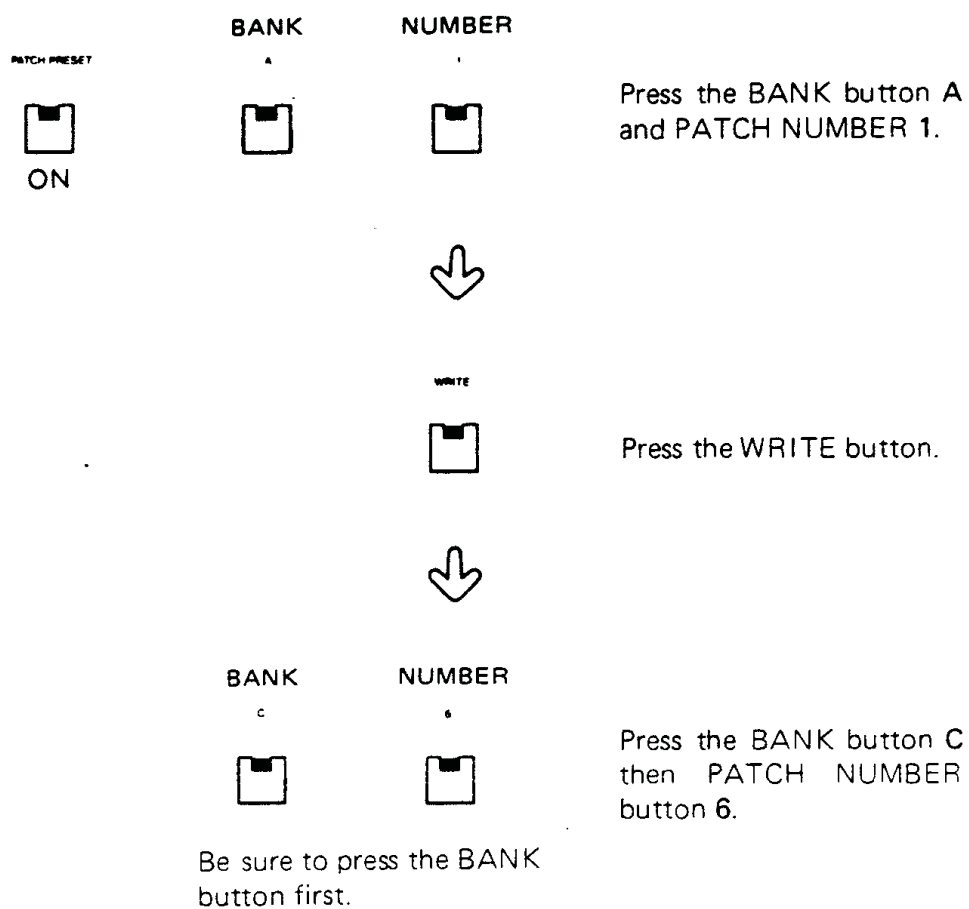 BANK NUMBER
PATCH PRESET A 1
Press the BANK button A
and PATCH NUMBER 1.
ON
WRITE
Press the WRITE button.
BANK NUMBER
C 6
Press the BANK button C
then PATCH NUMBER
button 6.
Be sure to press the BANK
button first.